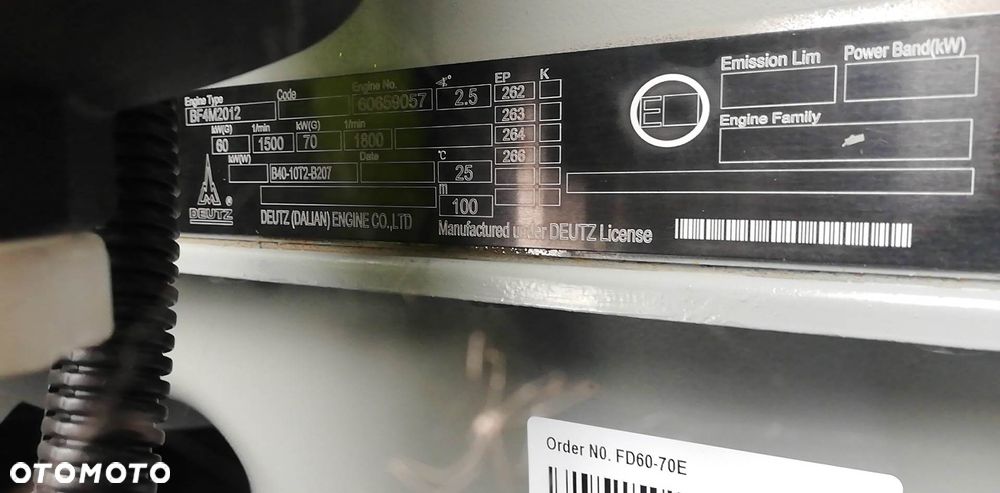 Engine Type Code Engine No. ∢° EP K
BF4M2012 60659057 2.5 262
kW(G) 1/min kW(G) 1/min 263
60 1500 70 1800 264
kW(W) Date °C 266
B40-10T2-B207 25
m
100
DEUTZ ®
DEUTZ (DALIAN) ENGINE CO.,LTD
Manufactured under DEUTZ License
E
Emission Lim Power Band(kW)
Engine Family
Order N0. FD60-70E
OTOMOTO